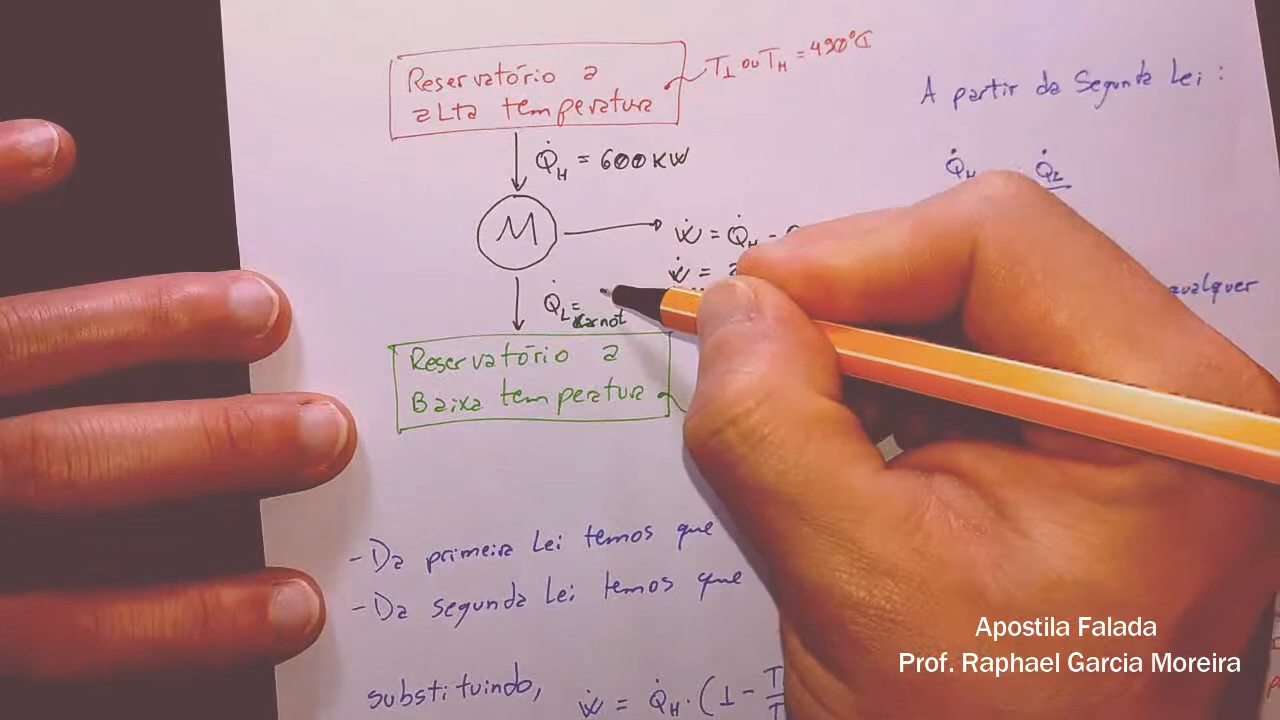 Reservatório a
alta temperatura
T1 ou TH = 490°C
Q̇H = 600 KW
M
Ẇ = Q̇H -
Ẇ =
Q̇L =
Carnot
Reservatório a
Baixa temperatura
A partir da Segunda Lei :
Q̇H Q̇L
qualquer
- Da primeira Lei temos que
- Da segunda Lei temos que
substituindo,
Ẇ = Q̇H . (1 - T
Apostila Falada
Prof. Raphael Garcia Moreira